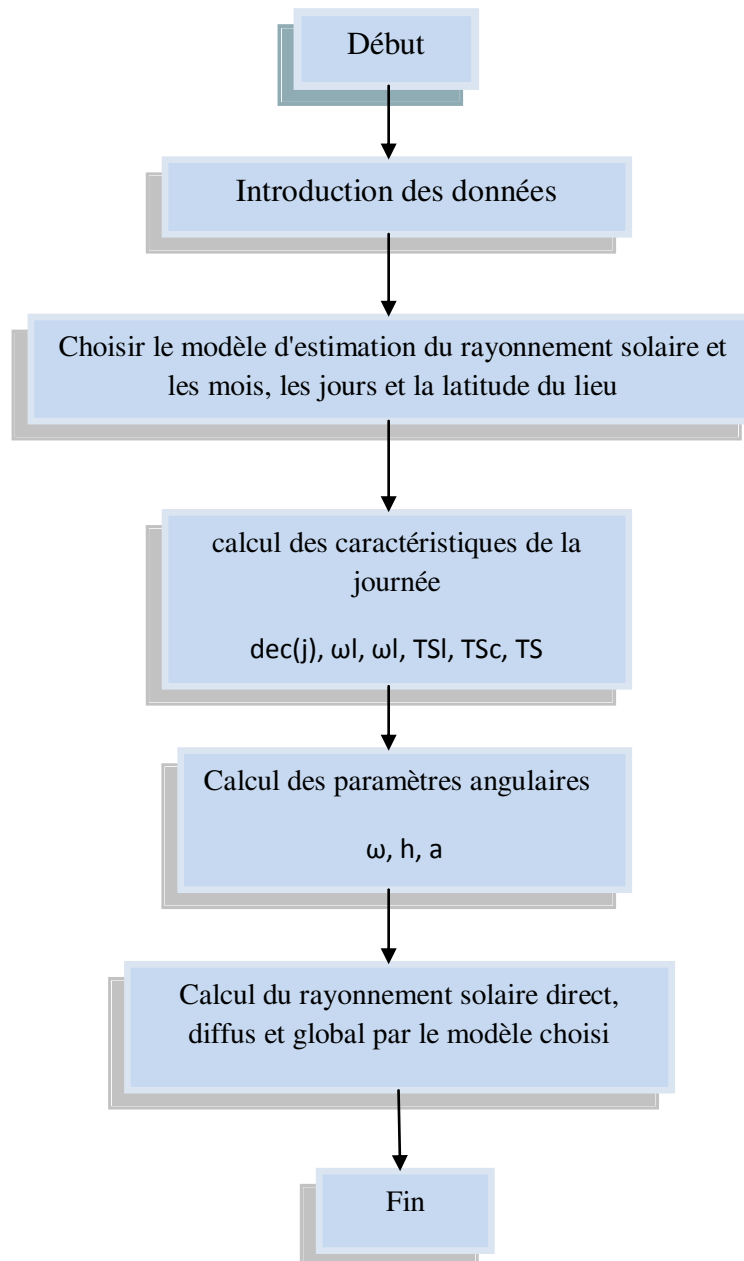 Début
Introduction des données
Choisir le modèle d'estimation du rayonnement solaire et
les mois, les jours et la latitude du lieu
calcul des caractéristiques de la
journée
dec(j), ωl, ωl, TSl, TSc, TS
Calcul des paramètres angulaires
ω, h, a
Calcul du rayonnement solaire direct,
diffus et global par le modèle choisi
Fin